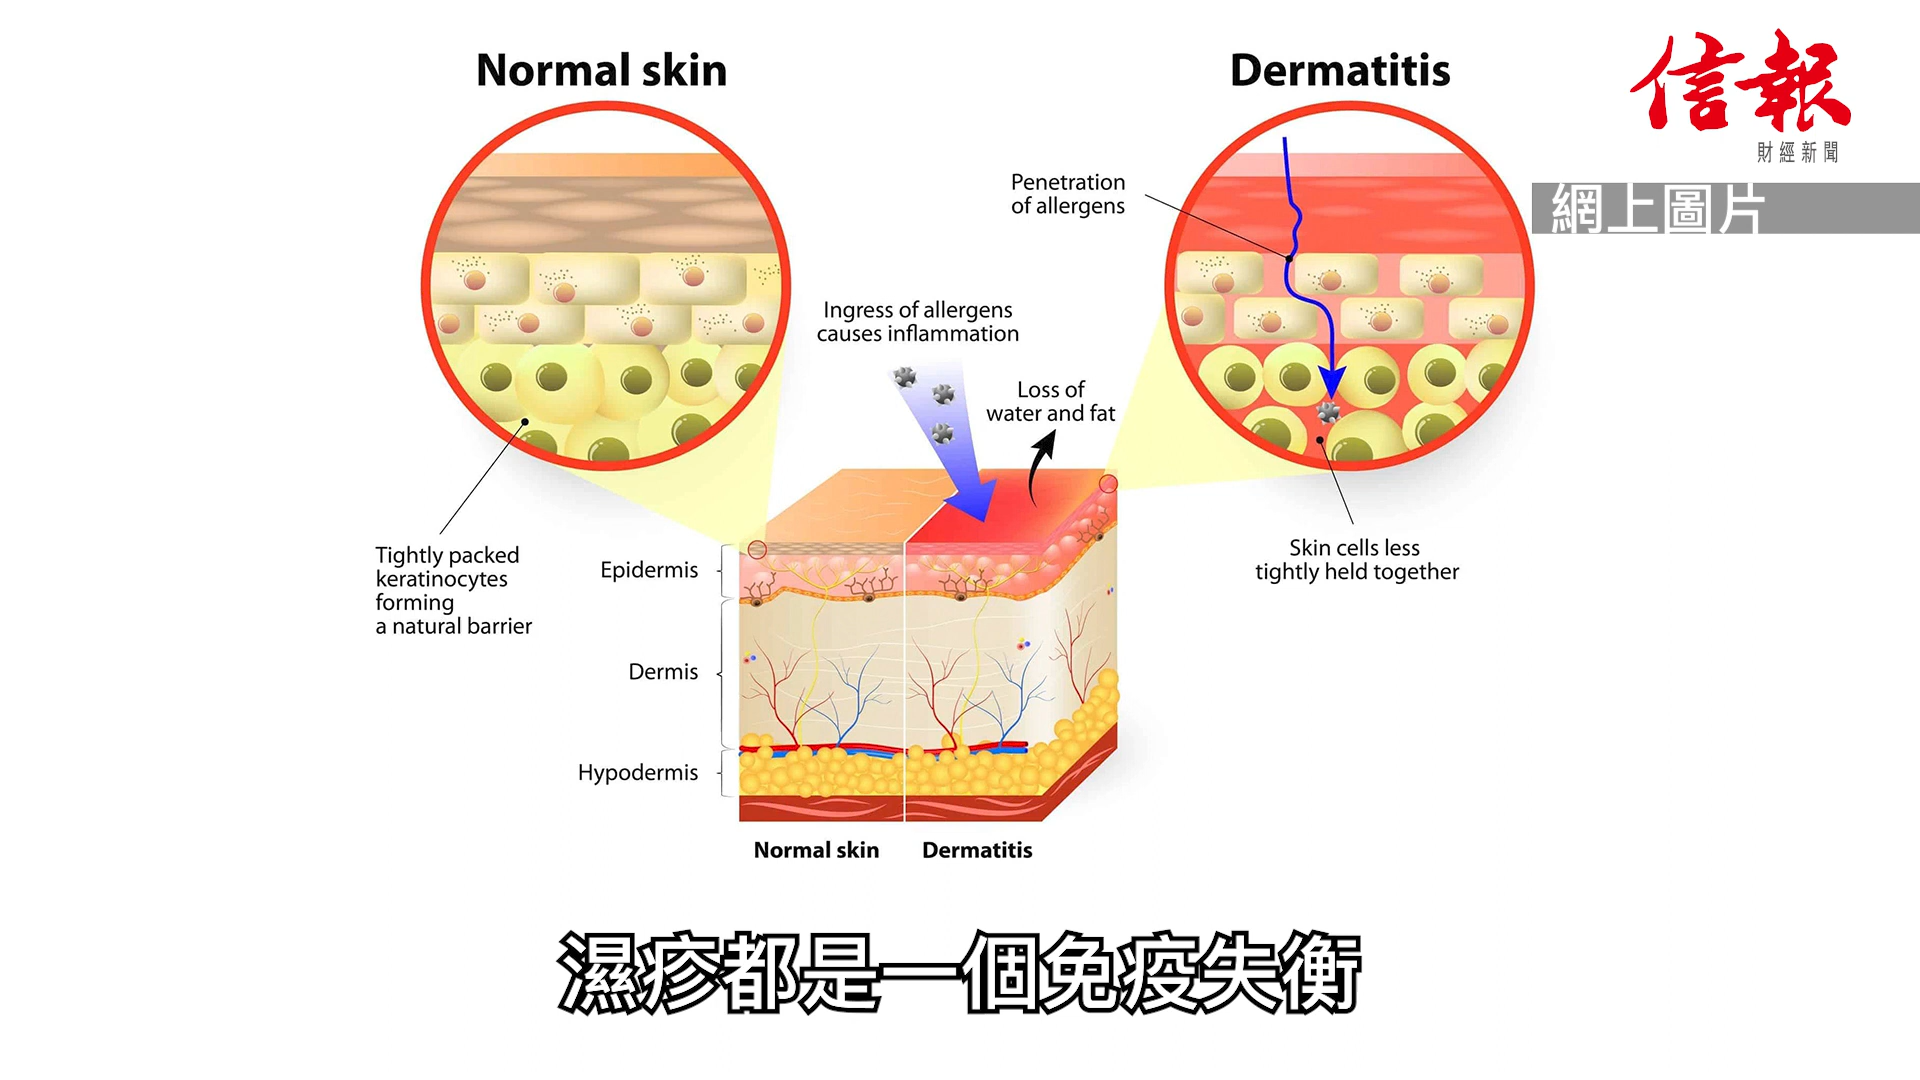 Normal skin
Dermatitis
信報
財經新聞
網上圖片
Penetration
of allergens
Ingress of allergens
causes inflammation
Loss of
water and fat
Tightly packed
keratinocytes
forming
a natural barrier
Skin cells less
tightly held together
Epidermis
Dermis
Hypodermis
Normal skin
Dermatitis
濕疹都是一個免疫失衡